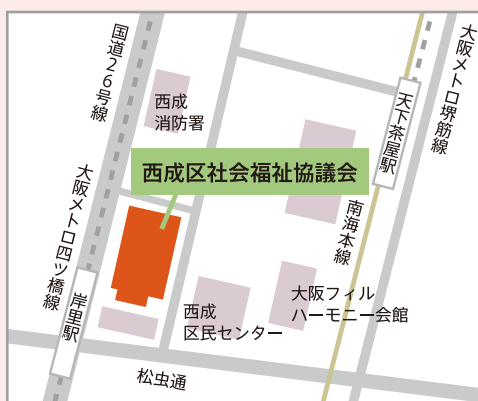 国道26号線
大阪メトロ堺筋線
西成
消防署
天下茶屋駅
西成区社会福祉協議会
大阪メトロ四ツ橋線
南海本線
岸里駅
西成
区民センター
大阪フィル
ハーモニー会館
松虫通